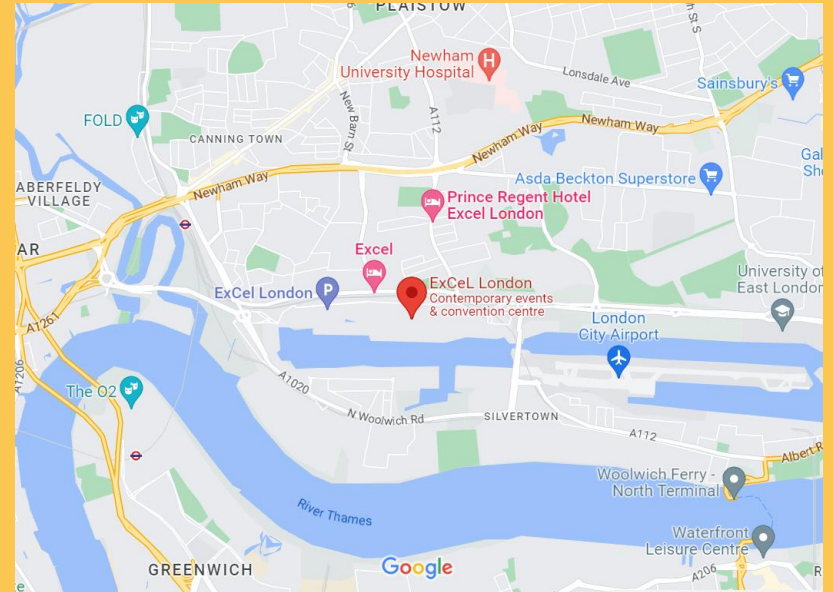 PLAISTOW
Newham
University Hospital
H
Lonsdale Ave
Sainsbury's
New Barn St
A112
FOLD
CANNING TOWN
Newham Way
Newham Way
Newham Way
Asda Beckton Superstore
Gal
Sh
ABERFELDY
VILLAGE
Prince Regent Hotel
Excel London
AR
Excel
ExCel London
P
ExCeL London
Contemporary events
& convention centre
University of
East London
London
City Airport
A1261
A1206
The O2
A1020
N Woolwich Rd
SILVERTOWN
A112
Albert R
Woolwich Ferry -
North Terminal
River Thames
Waterfront
Leisure Centre
GREENWICH
Google
A206
R
e